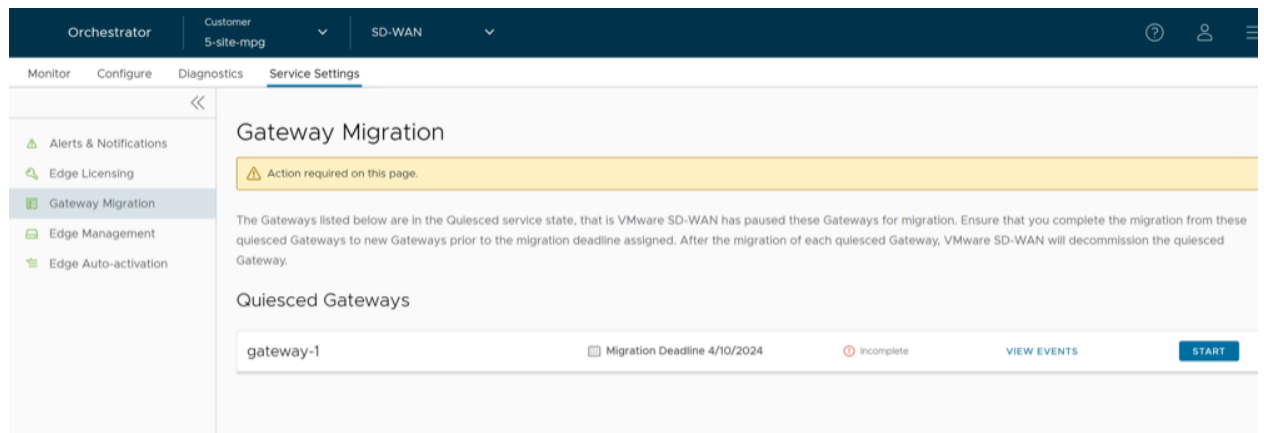 Orchestrator
Customer
5-site-mpg
SD-WAN
Monitor Configure Diagnostics Service Settings
Alerts & Notifications
Edge Licensing
Gateway Migration
Edge Management
Edge Auto-activation
Gateway Migration
Action required on this page.
The Gateways listed below are in the Quiesced service state, that is VMware SD-WAN has paused these Gateways for migration. Ensure that you complete the migration from these
quiesced Gateways to new Gateways prior to the migration deadline assigned. After the migration of each quiesced Gateway, VMware SD-WAN will decommission the quiesced
Gateway.
Quiesced Gateways
gateway-1 Migration Deadline 4/10/2024 Incomplete VIEW EVENTS START